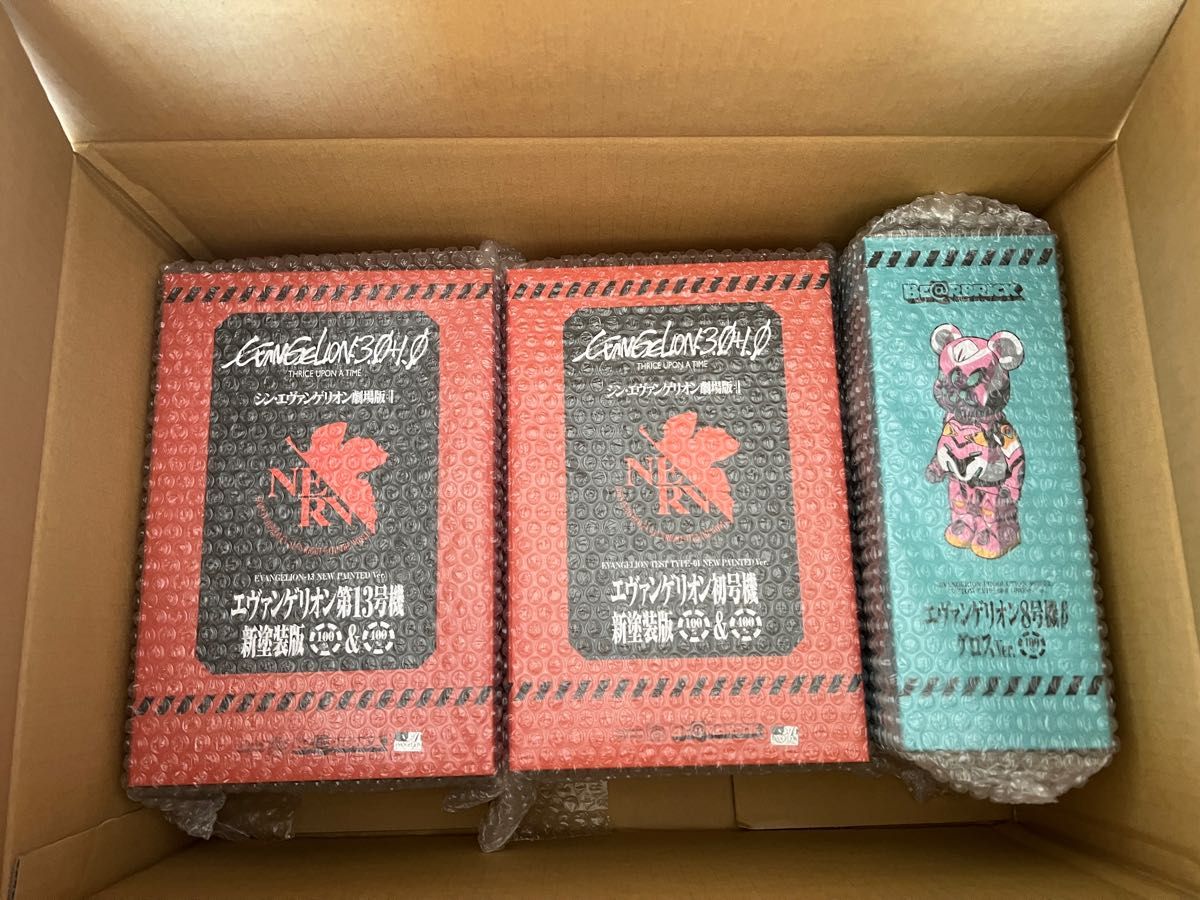 EVANGELION:3.0+1.0
THRICE UPON A TIME
シン・エヴァンゲリオン劇場版:||
NERV
EVANGELION-13 NEW PAINTED Ver.
エヴァンゲリオン第13号機
新塗装版 100% & 400%
EVANGELION:3.0+1.0
THRICE UPON A TIME
シン・エヴァンゲリオン劇場版:||
NERV
EVANGELION TEST TYPE-01 NEW PAINTED Ver.
エヴァンゲリオン初号機
新塗装版 100% & 400%
BE@RBRICK
エヴァンゲリオン8号機β
グロスVer.